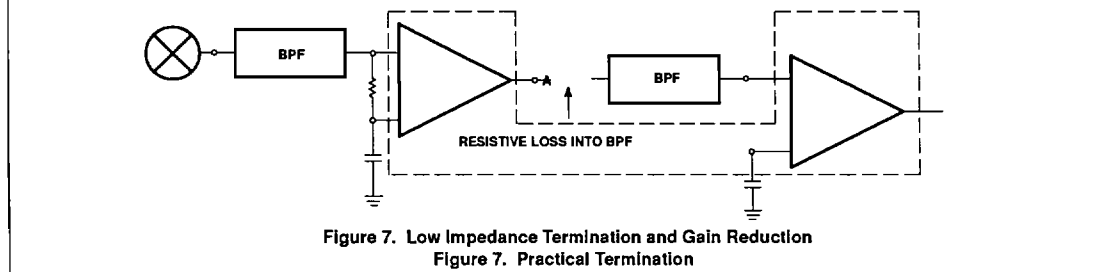 BPF
BPF
RESISTIVE LOSS INTO BPF
Figure 7. Low Impedance Termination and Gain Reduction
Figure 7. Practical Termination